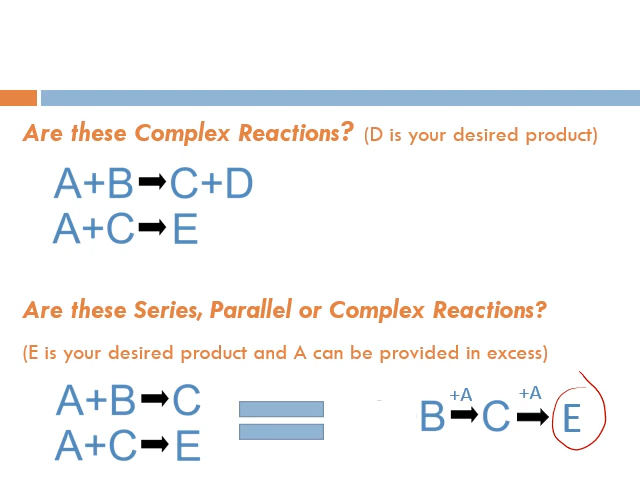 Are these Complex Reactions? (D is your desired product)
A+B➡C+D
A+C➡E
Are these Series, Parallel or Complex Reactions?
(E is your desired product and A can be provided in excess)
A+B➡C
A+C➡E
+A +A
B➡C➡E